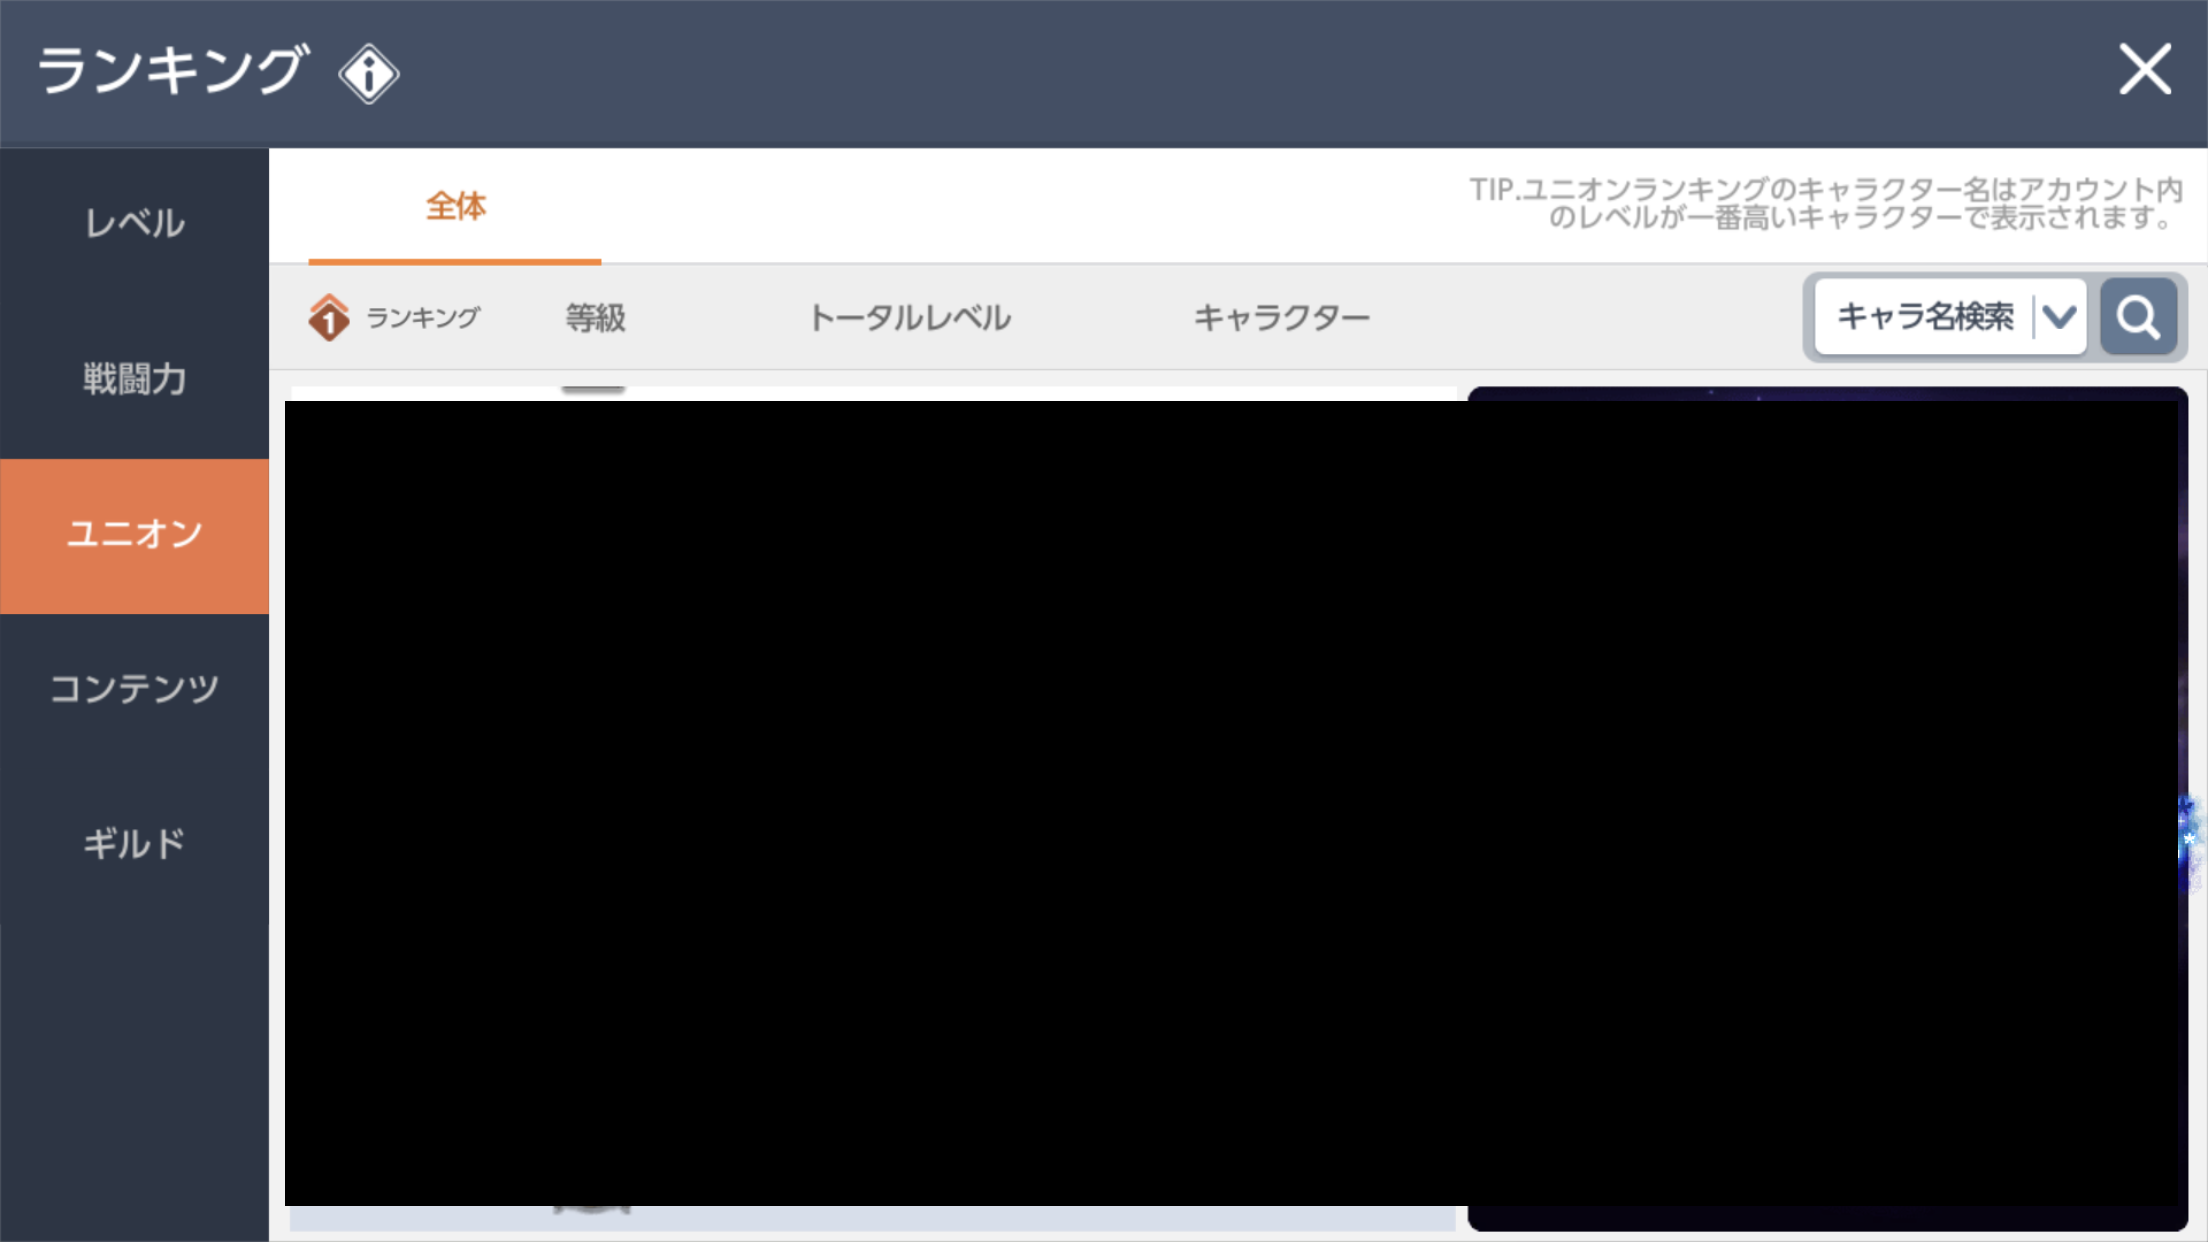 ランキング
レベル
戦闘力
ユニオン
コンテンツ
ギルド
全体
TIP.ユニオンランキングのキャラクター名はアカウント内
のレベルが一番高いキャラクターで表示されます。
1 ランキング 等級 トータルレベル キャラクター キャラ名検索